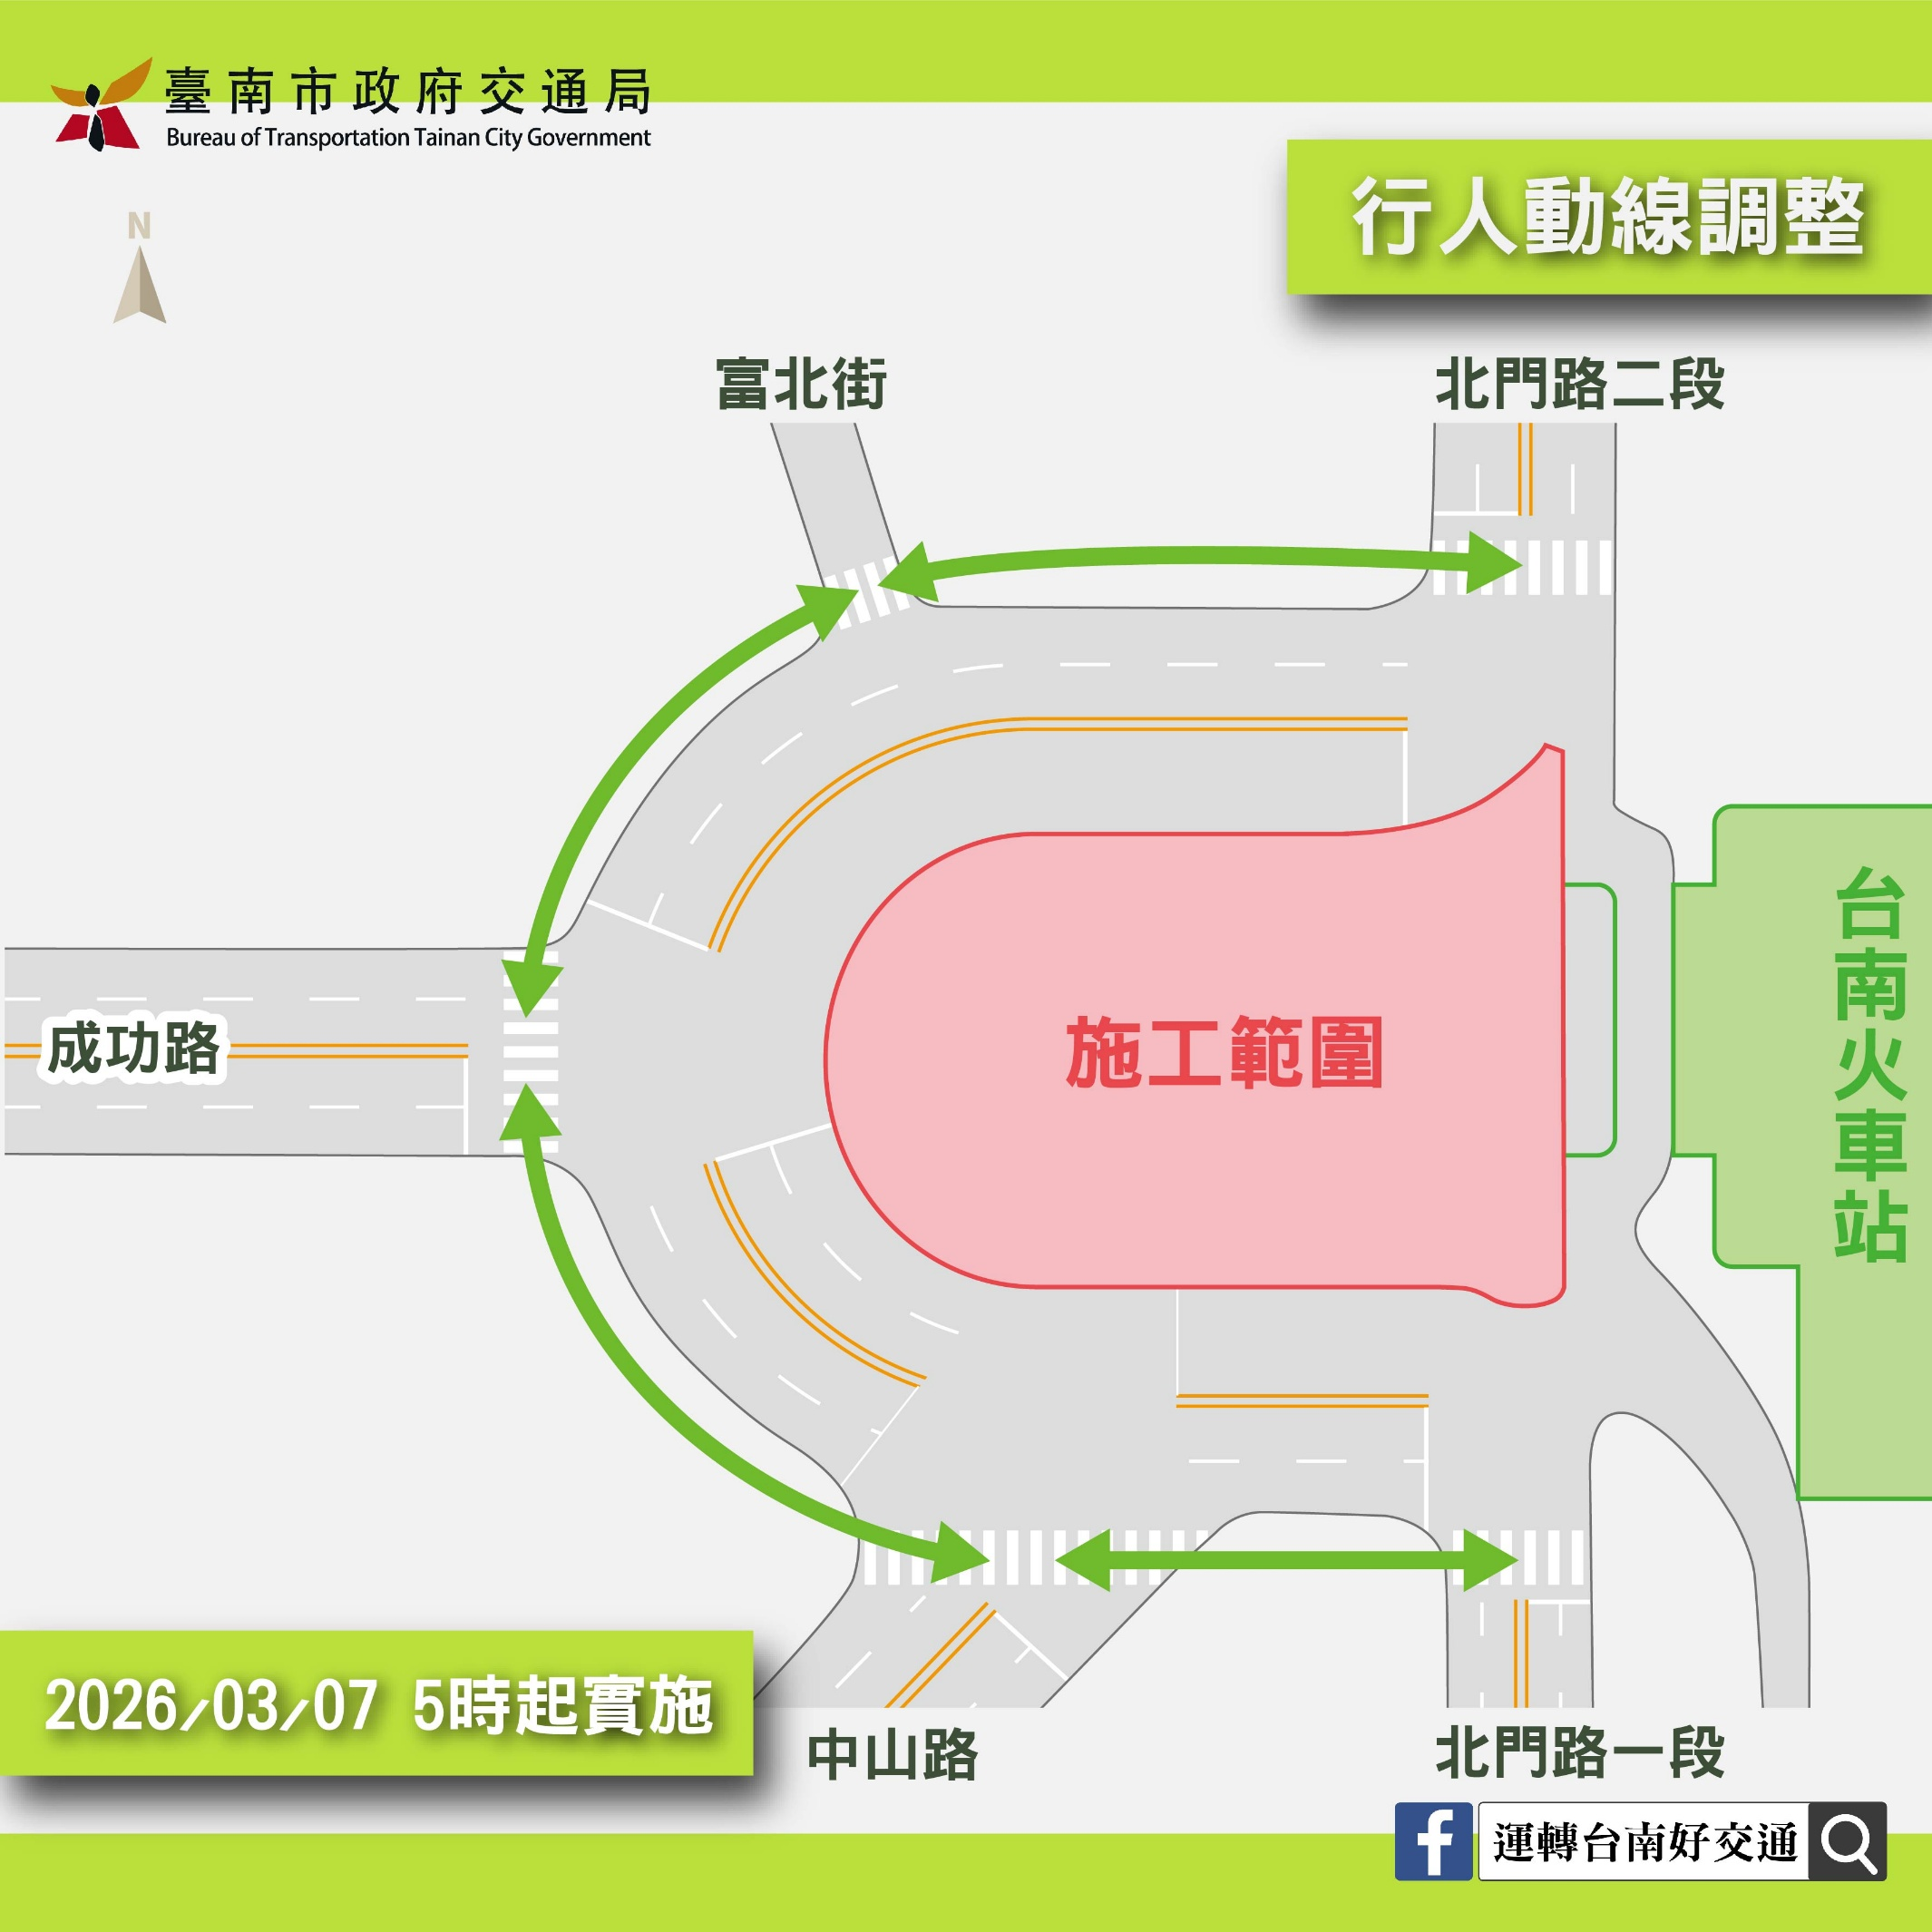 臺南市政府交通局
Bureau of Transportation Tainan City Government
N
行人動線調整
富北街
北門路二段
成功路
施工範圍
台南火車站
2026/03/07 5時起實施
中山路
北門路一段
運轉台南好交通